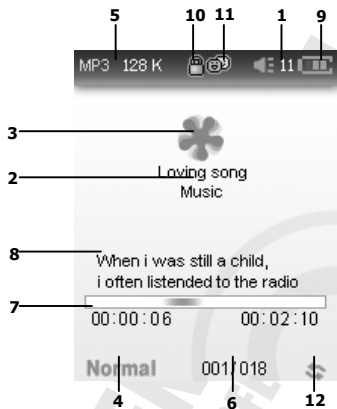 5 10 11 1 9
MP3 128 K 11
3
Loving song
2
Music
8
When i was still a child,
i often listended to the radio
7
00:00:06 00:02:10
Normal 001/018
4 6 12